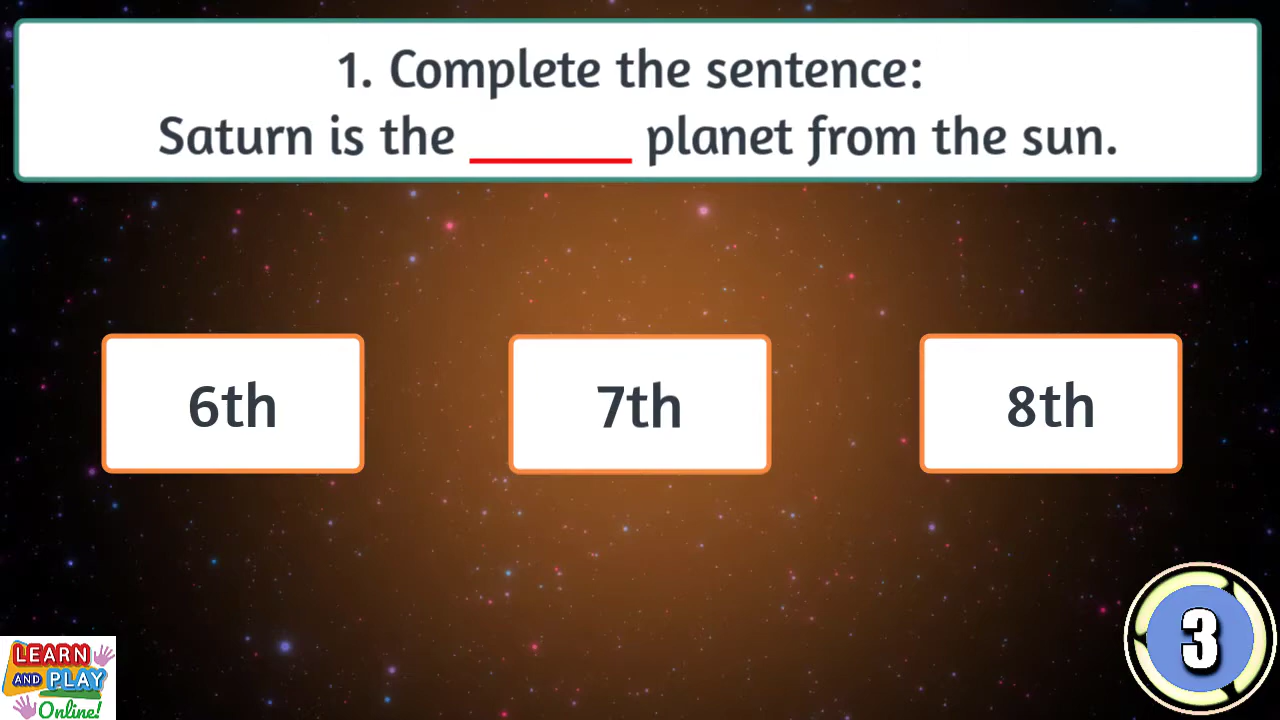 1. Complete the sentence:
Saturn is the ______ planet from the sun.
6th
7th
8th
3
LEARN
AND PLAY
Online!